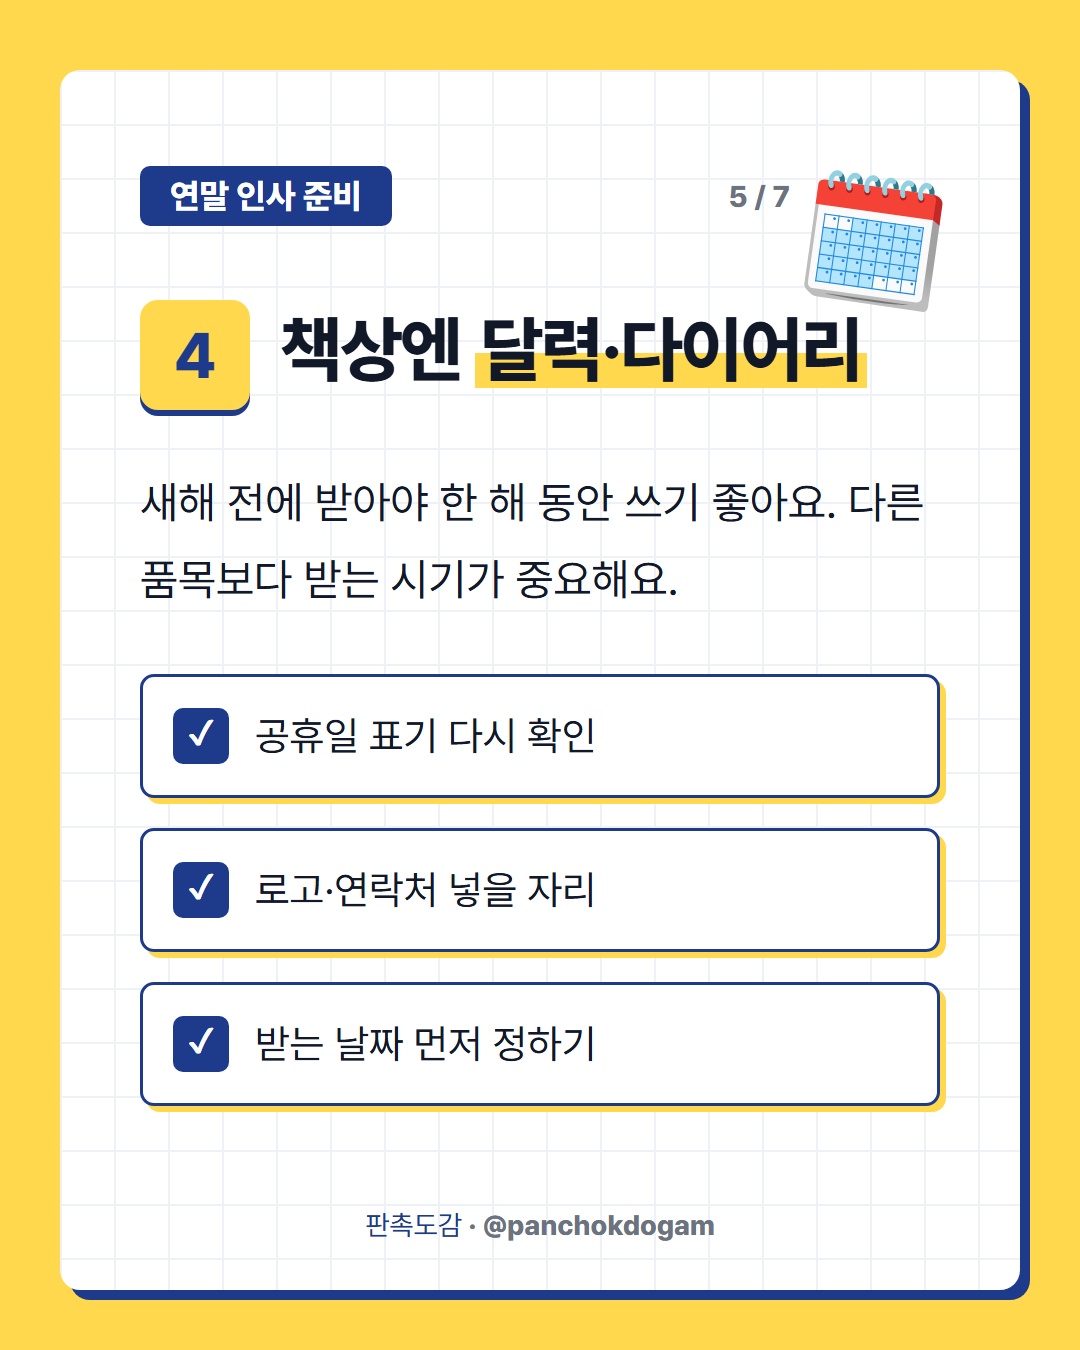 연말 인사 준비
5 / 7
4
책상엔 달력·다이어리
새해 전에 받아야 한 해 동안 쓰기 좋아요. 다른
품목보다 받는 시기가 중요해요.
✓ 공휴일 표기 다시 확인
✓ 로고·연락처 넣을 자리
✓ 받는 날짜 먼저 정하기
판촉도감 · @panchokdogam